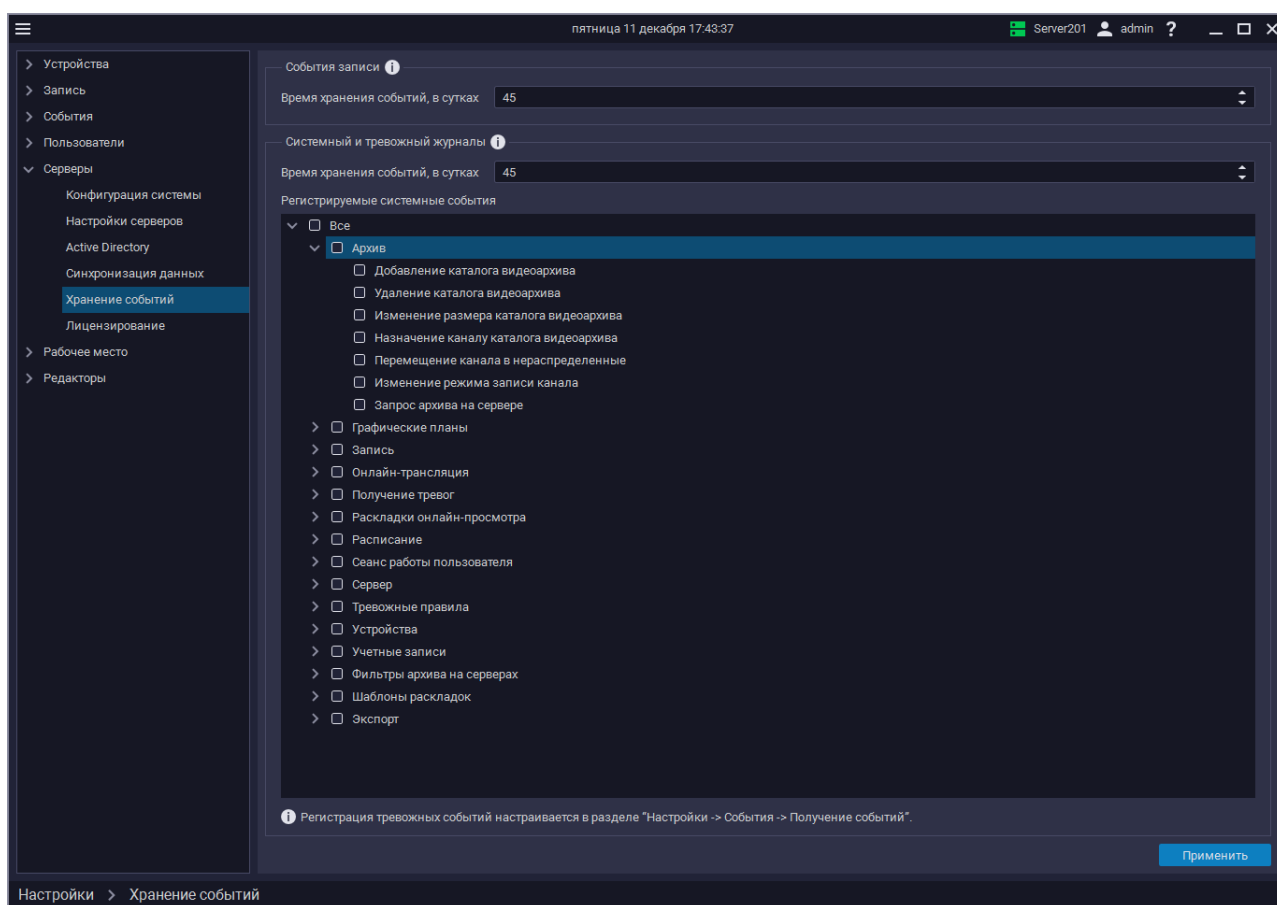 пятница 11 декабря 17:43:37
Server201 admin ?
Устройства
Запись
События
Пользователи
Серверы
Конфигурация системы
Настройки серверов
Active Directory
Синхронизация данных
Хранение событий
Лицензирование
Рабочее место
Редакторы
События записи
Время хранения событий, в сутках 45
Системный и тревожный журналы
Время хранения событий, в сутках 45
Регистрируемые системные события
Все
Архив
Добавление каталога видеоархива
Удаление каталога видеоархива
Изменение размера каталога видеоархива
Назначение каналу каталога видеоархива
Перемещение канала в нераспределенные
Изменение режима записи канала
Запрос архива на сервере
Графические планы
Запись
Онлайн-трансляция
Получение тревог
Раскладки онлайн-просмотра
Расписание
Сеанс работы пользователя
Сервер
Тревожные правила
Устройства
Учетные записи
Фильтры архива на серверах
Шаблоны раскладок
Экспорт
Регистрация тревожных событий настраивается в разделе "Настройки -> События -> Получение событий".
Применить
Настройки > Хранение событий